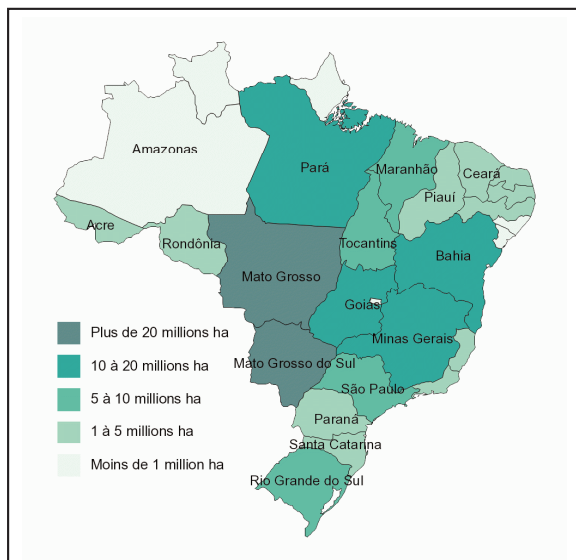 Amazonas
Pará
Maranhão
Ceará
Piauí
Acre
Rondônia
Tocantins
Bahia
Mato Grosso
Goiás
Minas Gerais
Mato Grosso do Sul
São Paulo
Paraná
Santa Catarina
Rio Grande do Sul
Plus de 20 millions ha
10 à 20 millions ha
5 à 10 millions ha
1 à 5 millions ha
Moins de 1 million ha